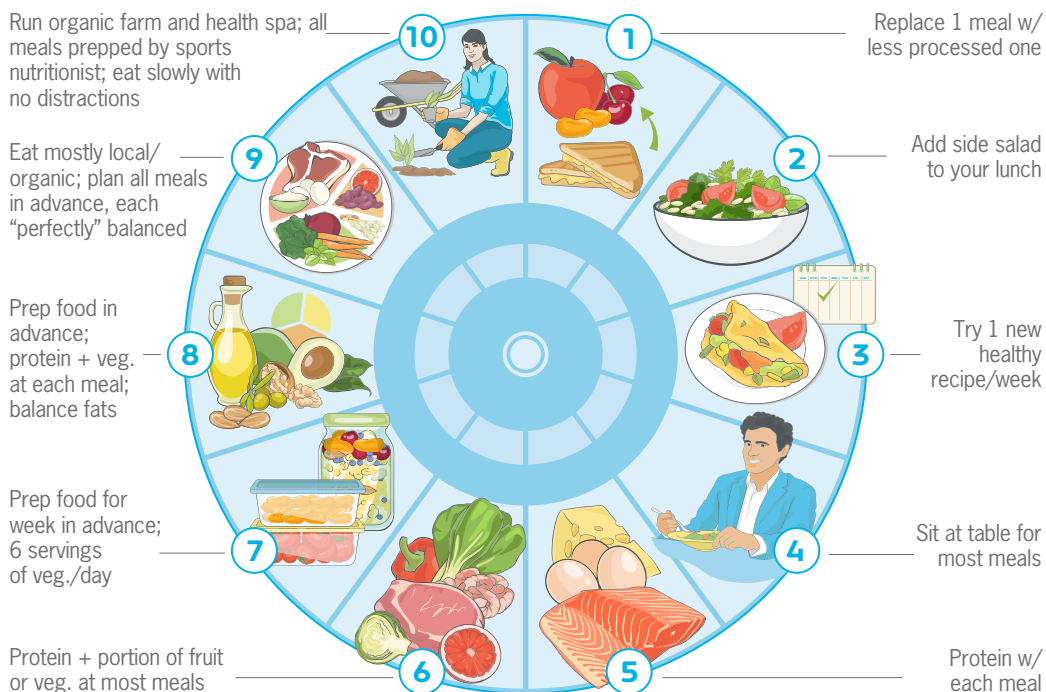 1
Replace 1 meal w/
less processed one
2
Add side salad
to your lunch
3
Try 1 new
healthy
recipe/week
4
Sit at table for
most meals
5
Protein w/
each meal
6
Protein + portion of fruit
or veg. at most meals
7
Prep food for
week in advance;
6 servings
of veg./day
8
Prep food in
advance;
protein + veg.
at each meal;
balance fats
9
Eat mostly local/
organic; plan all meals
in advance, each
“perfectly” balanced
10
Run organic farm and health spa; all
meals prepped by sports
nutritionist; eat slowly with
no distractions